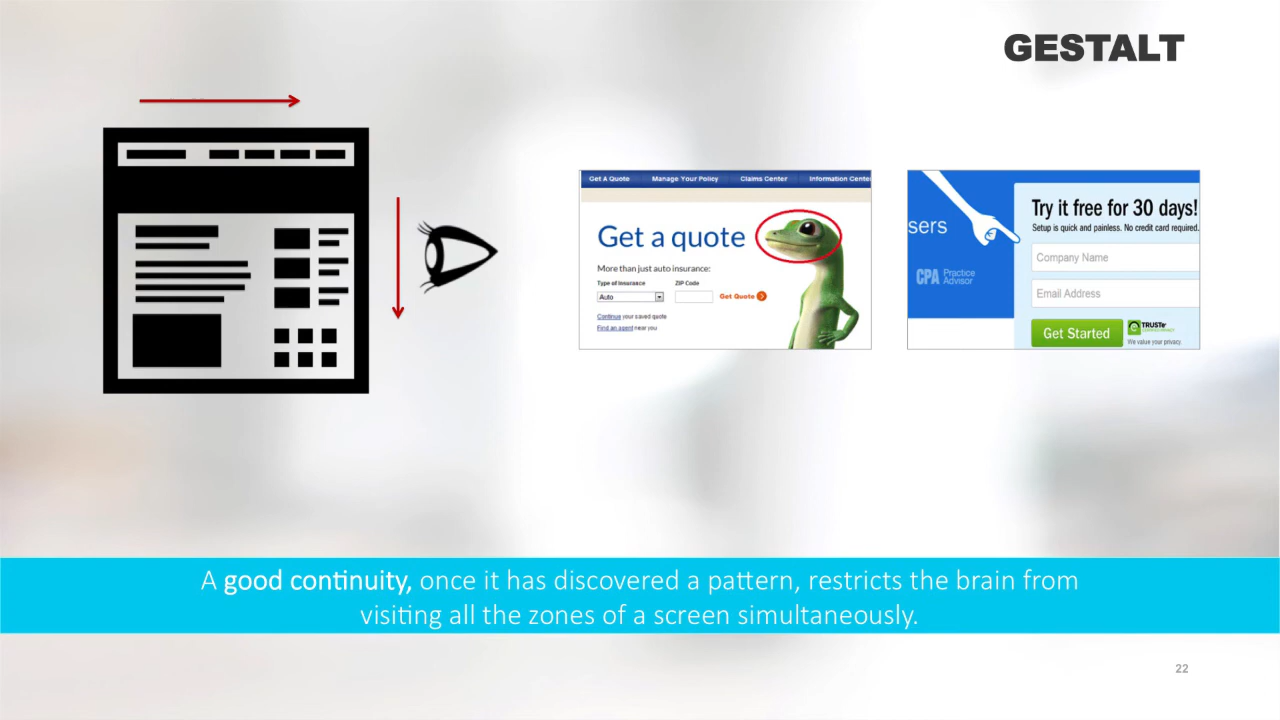 GESTALT
Get A Quote Manage Your Policy Claims Center Information Cente
Get a quote
More than just auto insurance:
Type of Insurance ZIP Code
Auto
Get Quote
Continue your saved quote
Find an agent near you
sers
CPA Practice
Advisor
Try it free for 30 days!
Setup is quick and painless. No credit card required.
Company Name
Email Address
Get Started
TRUSTe
We value your privacy.
A good continuity, once it has discovered a pattern, restricts the brain from
visiting all the zones of a screen simultaneously.
22